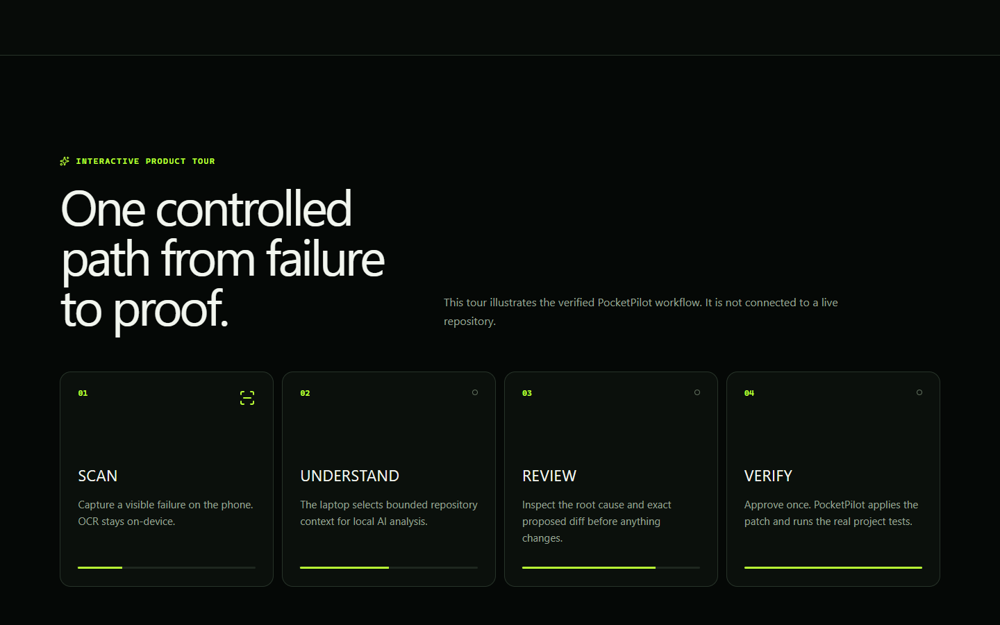 INTERACTIVE PRODUCT TOUR
One controlled
path from failure
to proof.
This tour illustrates the verified PocketPilot workflow. It is not connected to a live
repository.
01
SCAN
Capture a visible failure on the phone.
OCR stays on-device.
02
UNDERSTAND
The laptop selects bounded repository
context for local AI analysis.
03
REVIEW
Inspect the root cause and exact
proposed diff before anything
changes.
04
VERIFY
Approve once. PocketPilot applies the
patch and runs the real project tests.